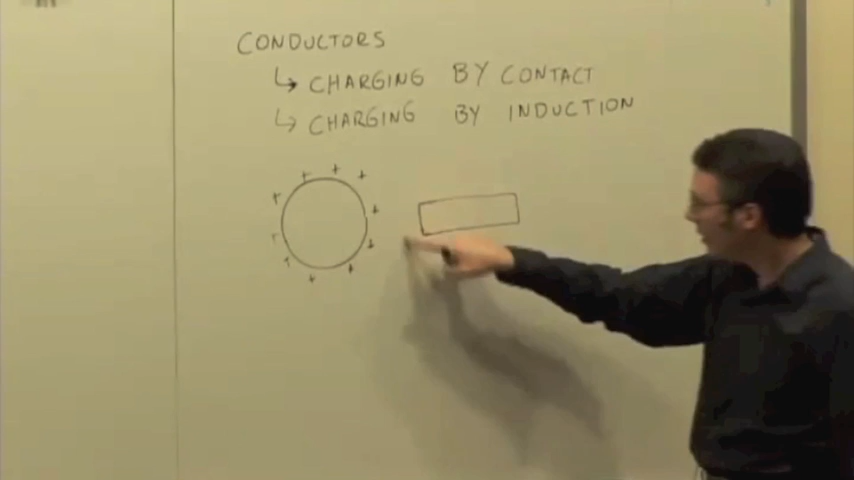 CONDUCTORS
↳ CHARGING BY CONTACT
↳ CHARGING BY INDUCTION
+ + + + + + + + + + +